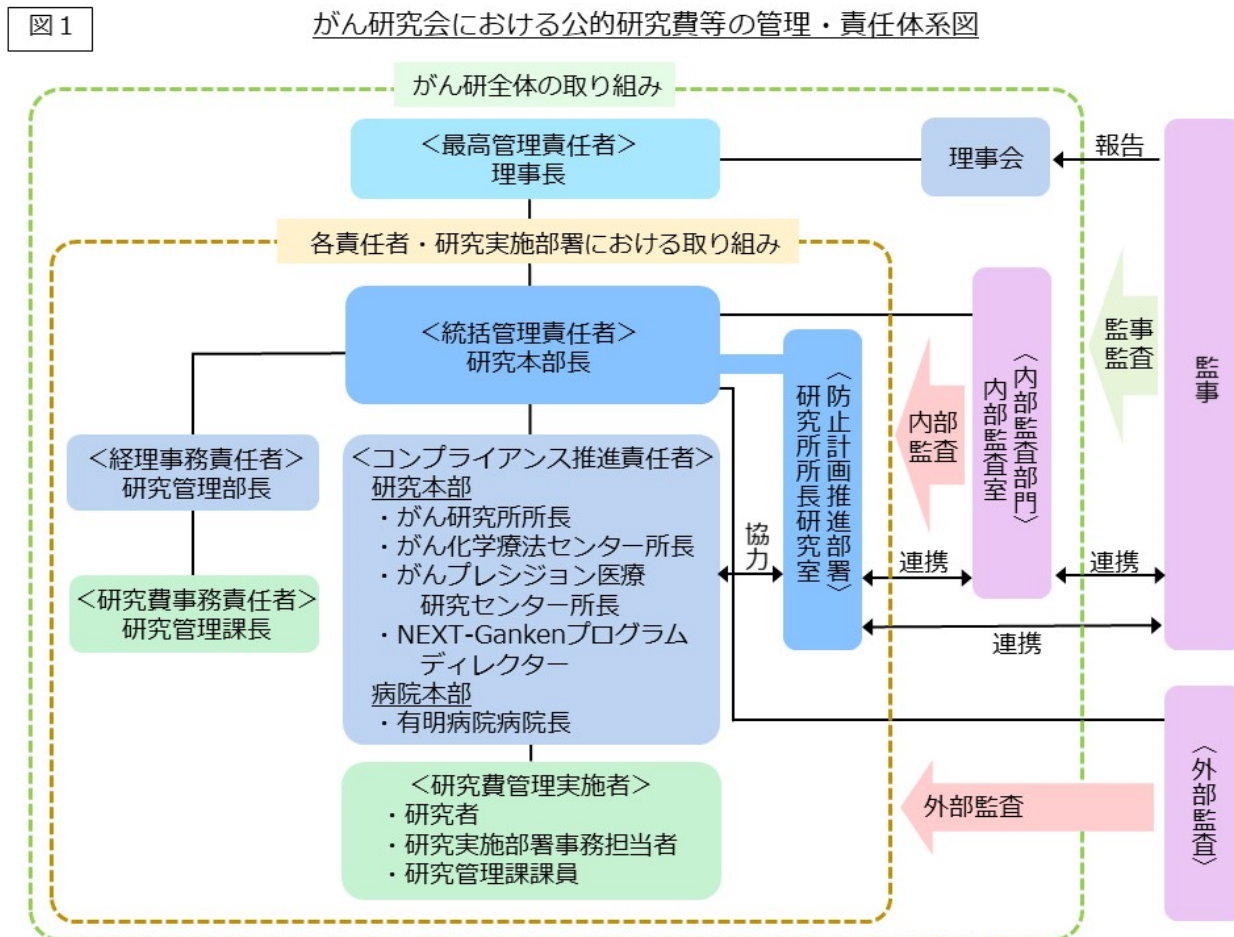 図１
がん研究会における公的研究費等の管理・責任体系図
がん研全体の取り組み
＜最高管理責任者＞
理事長
理事会
報告
各責任者・研究実施部署における取り組み
＜統括管理責任者＞
研究本部長
＜経理事務責任者＞
研究管理部長
＜研究費事務責任者＞
研究管理課長
＜コンプライアンス推進責任者＞
研究本部
・がん研究所所長
・がん化学療法センター所長
・がんプレシジョン医療
研究センター所長
・NEXT-Gankenプログラム
ディレクター
病院本部
・有明病院病院長
＜研究費管理実施者＞
・研究者
・研究実施部署事務担当者
・研究管理課課員
協力
〈防止計画推進部署〉
研究所所長研究室
内部
監査
連携
〈内部監査部門〉
内部監査室
連携
連携
監事
監査
監事
外部監査
〈外部監査〉